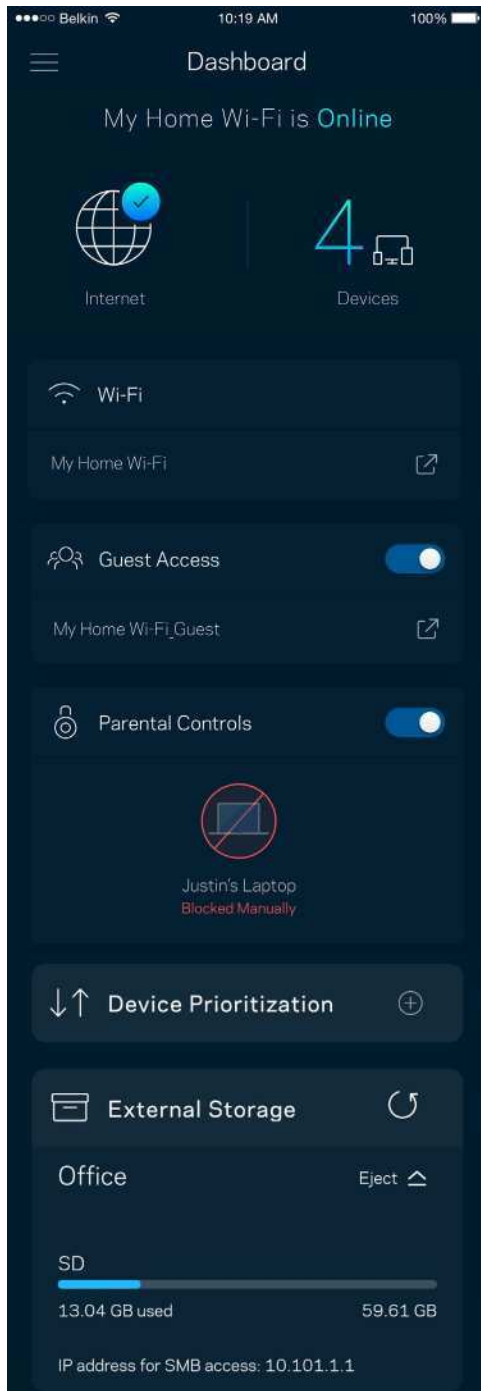 Belkin 10:19 AM 100%
Dashboard
My Home Wi-Fi is Online
4
Internet Devices
Wi-Fi
My Home Wi-Fi
Guest Access
My Home Wi-Fi_Guest
Parental Controls
Justin's Laptop
Blocked Manually
Device Prioritization
External Storage
Office Eject
SD
13.04 GB used 59.61 GB
IP address for SMB access: 10.101.1.1